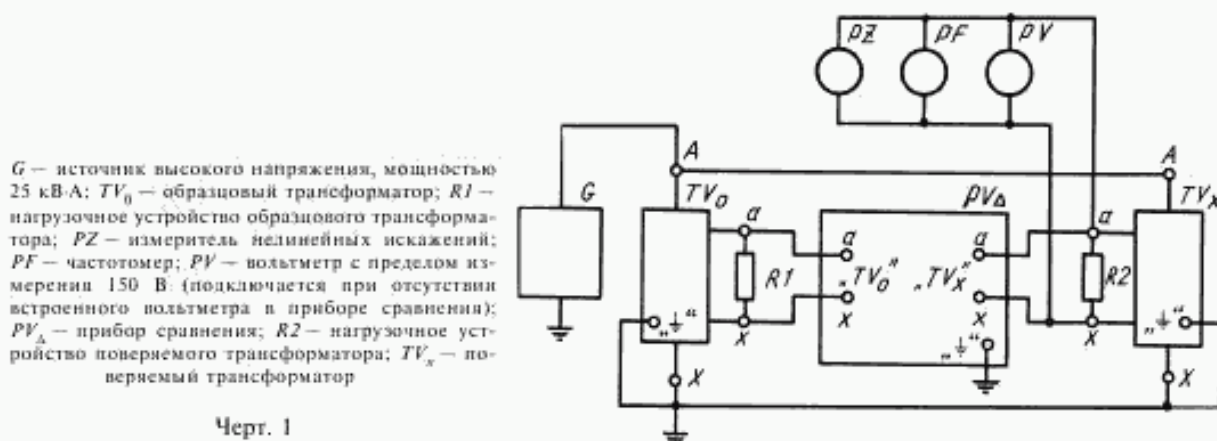 G — источник высокого напряжения, мощностью
25 кВ·А; TV₀ — образцовый трансформатор; R1 —
нагрузочное устройство образцового трансформа-
тора; PZ — измеритель нелинейных искажений;
PF — частотомер; PV — вольтметр с пределом из-
мерения 150 В (подключается при отсутствии
встроенного вольтметра в приборе сравнения);
PV_Δ — прибор сравнения; R2 — нагрузочное уст-
ройство поверяемого трансформатора; TVₓ — по-
веряемый трансформатор
Черт. 1
PZ PF PV
A A
G TV₀ PV_Δ TVₓ
a a a a
R1 „TV₀" „TVₓ" R2
x x x x
„⏚" „⏚" „⏚"
X X